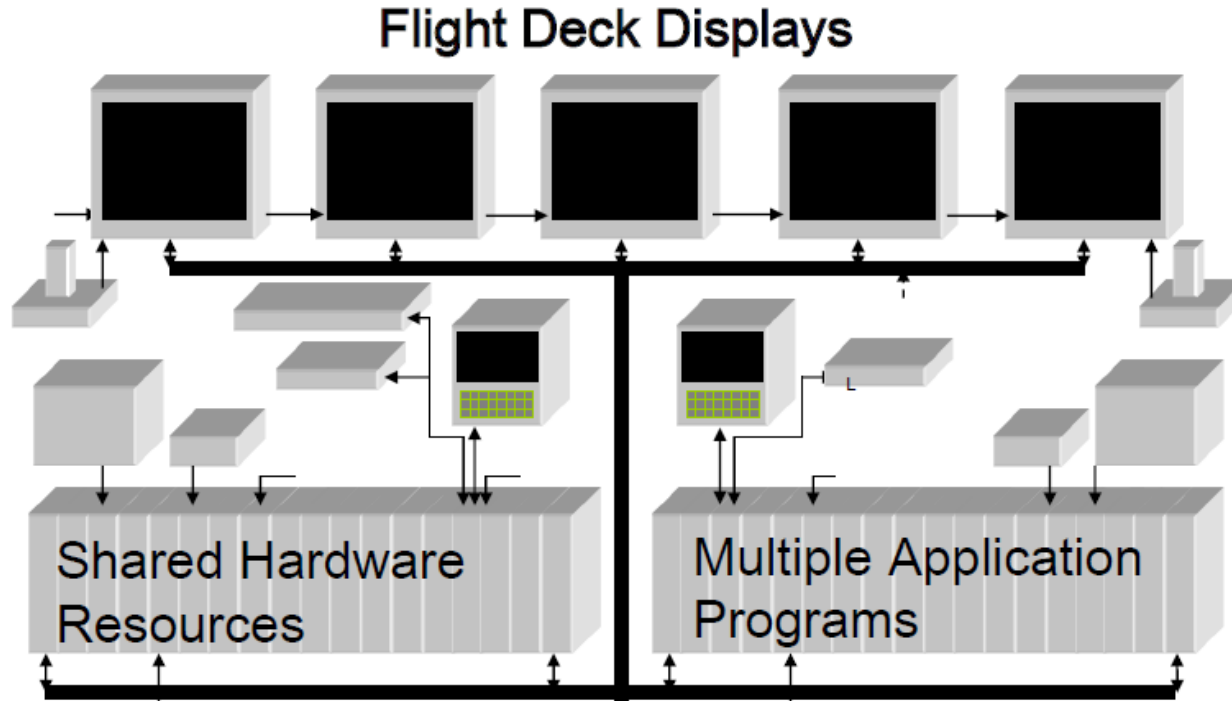 Flight Deck Displays
L
Shared Hardware
Resources
Multiple Application
Programs